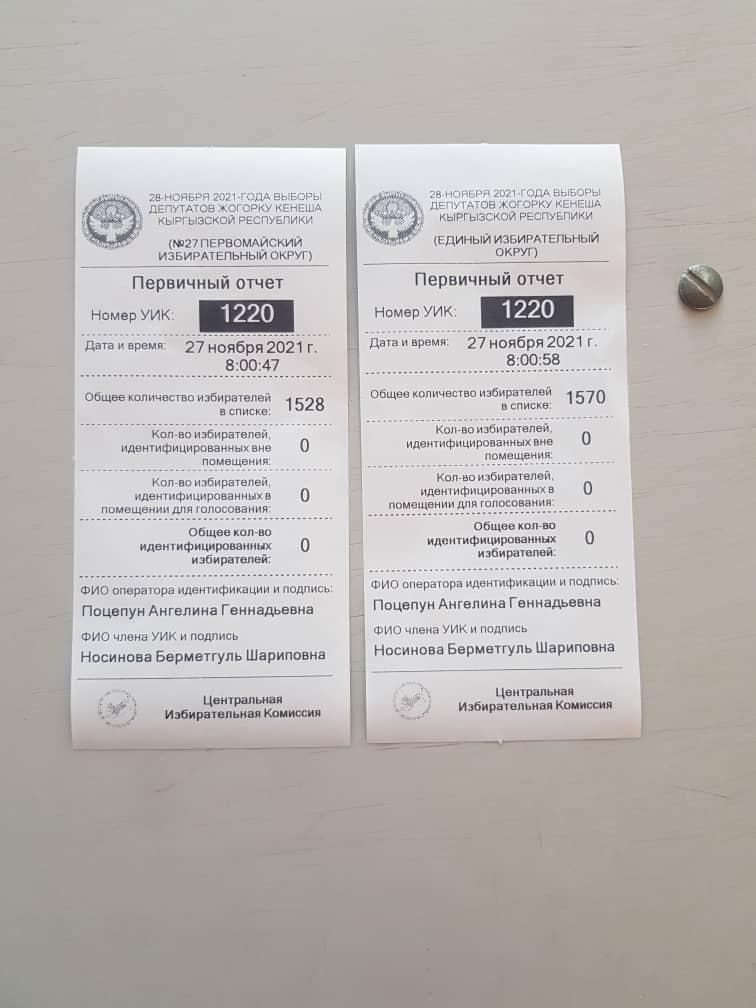 28-НОЯБРЯ 2021-ГОДА ВЫБОРЫ
ДЕПУТАТОВ ЖОГОРКУ КЕНЕША
КЫРГЫЗСКОЙ РЕСПУБЛИКИ
(№27 ПЕРВОМАЙСКИЙ
ИЗБИРАТЕЛЬНЫЙ ОКРУГ)
Первичный отчет
Номер УИК: 1220
Дата и время: 27 ноября 2021 г.
8:00:47
Общее количество избирателей
в списке: 1528
Кол-во избирателей,
идентифицированных вне
помещения: 0
Кол-во избирателей,
идентифицированных в
помещении для голосования: 0
Общее кол-во
идентифицированных
избирателей: 0
ФИО оператора идентификации и подпись:
Поцепун Ангелина Геннадьевна
ФИО члена УИК и подпись
Носинова Берметгуль Шариповна
Центральная
Избирательная Комиссия
28-НОЯБРЯ 2021-ГОДА ВЫБОРЫ
ДЕПУТАТОВ ЖОГОРКУ КЕНЕША
КЫРГЫЗСКОЙ РЕСПУБЛИКИ
(ЕДИНЫЙ ИЗБИРАТЕЛЬНЫЙ
ОКРУГ)
Первичный отчет
Номер УИК: 1220
Дата и время: 27 ноября 2021 г.
8:00:58
Общее количество избирателей
в списке: 1570
Кол-во избирателей,
идентифицированных вне
помещения: 0
Кол-во избирателей,
идентифицированных в
помещении для голосования: 0
Общее кол-во
идентифицированных
избирателей: 0
ФИО оператора идентификации и подпись:
Поцепун Ангелина Геннадьевна
ФИО члена УИК и подпись
Носинова Берметгуль Шариповна
Центральная
Избирательная Комиссия